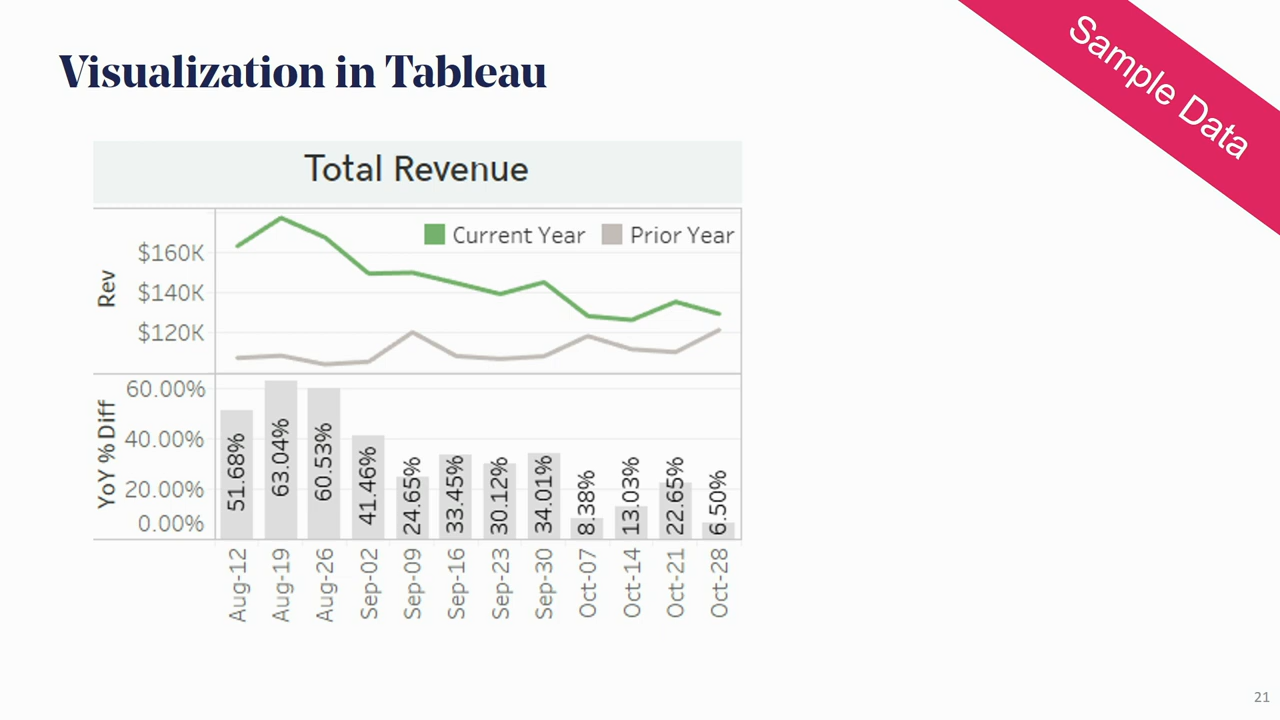 Visualization in Tableau
Sample Data
Total Revenue
Current Year
Prior Year
Rev
$160K
$140K
$120K
YoY % Diff
60.00%
40.00%
20.00%
0.00%
51.68%
63.04%
60.53%
41.46%
24.65%
33.45%
30.12%
34.01%
8.38%
13.03%
22.65%
6.50%
Aug-12
Aug-19
Aug-26
Sep-02
Sep-09
Sep-16
Sep-23
Sep-30
Oct-07
Oct-14
Oct-21
Oct-28
21